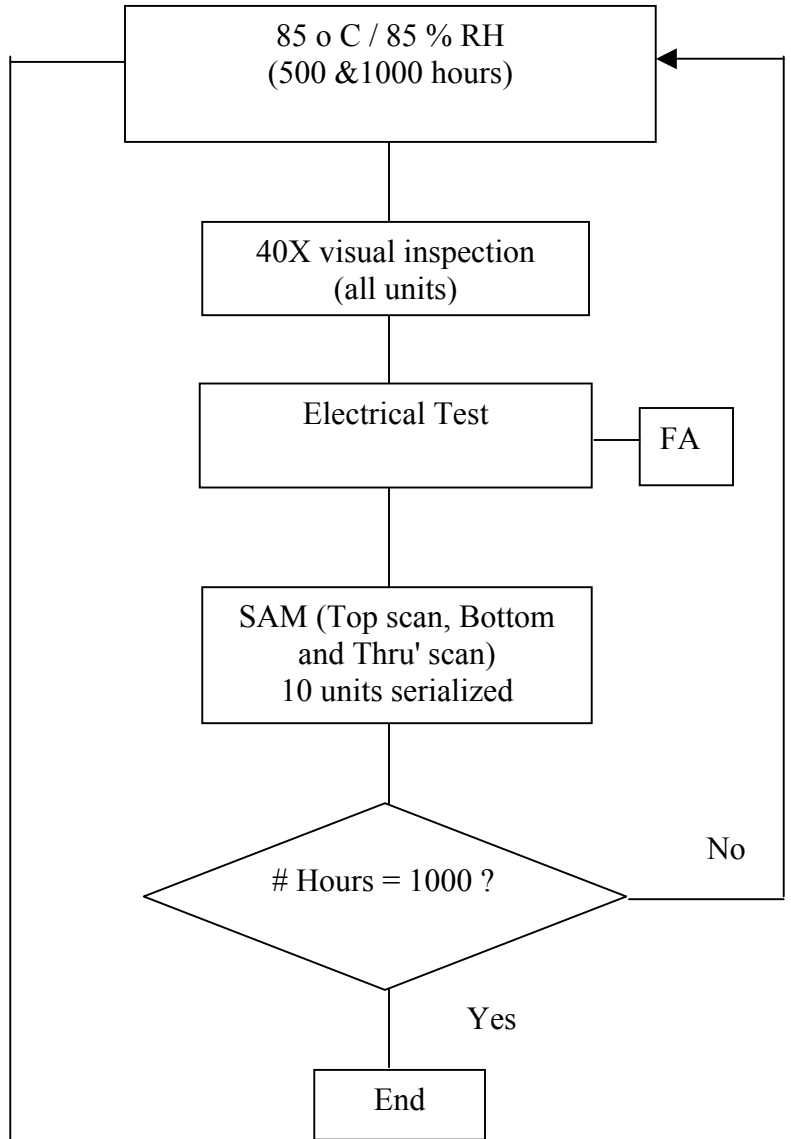 85 o C / 85 % RH
(500 &1000 hours)
40X visual inspection
(all units)
Electrical Test
FA
SAM (Top scan, Bottom
and Thru' scan)
10 units serialized
# Hours = 1000 ?
No
Yes
End